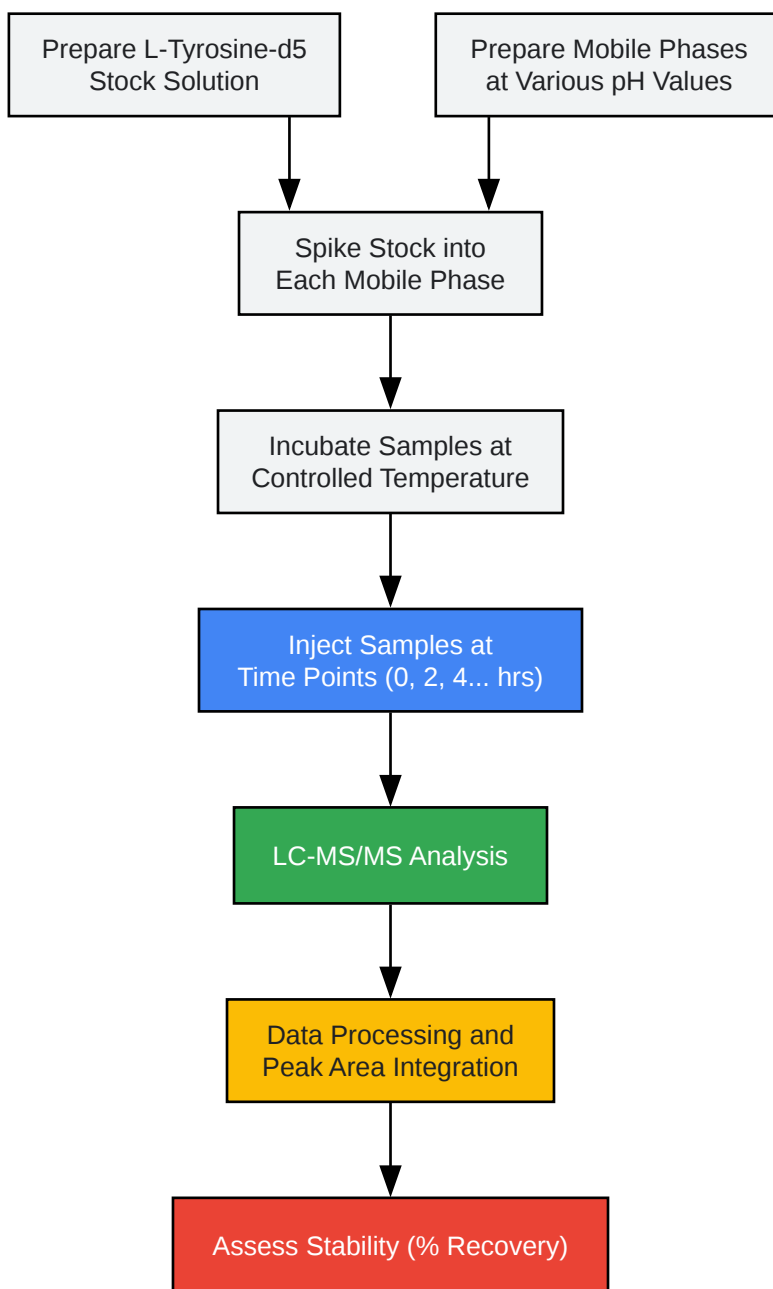 Prepare L-Tyrosine-d5
Stock Solution
Prepare Mobile Phases
at Various pH Values
Spike Stock into
Each Mobile Phase
Incubate Samples at
Controlled Temperature
Inject Samples at
Time Points (0, 2, 4... hrs)
LC-MS/MS Analysis
Data Processing and
Peak Area Integration
Assess Stability (% Recovery)